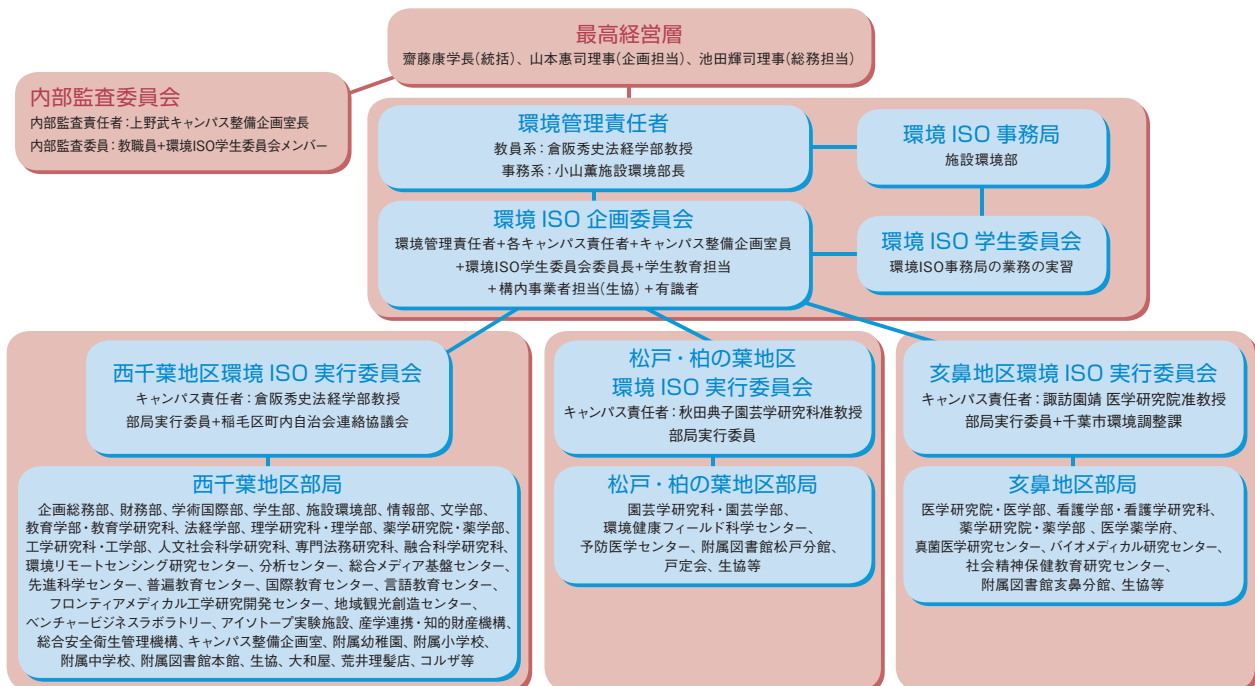 最高経営層
齋藤康学長(統括)、山本惠司理事(企画担当)、池田輝司理事(総務担当)
内部監査委員会
内部監査責任者：上野武キャンパス整備企画室長
内部監査委員：教職員+環境ISO学生委員会メンバー
環境管理責任者
教員系：倉阪秀史法経学部教授
事務系：小山薫施設環境部長
環境 ISO 事務局
施設環境部
環境 ISO 企画委員会
環境管理責任者+各キャンパス責任者+キャンパス整備企画室員
+環境ISO学生委員会委員長+学生教育担当
+構内事業者担当(生協)+有識者
環境 ISO 学生委員会
環境ISO事務局の業務の実習
西千葉地区環境 ISO 実行委員会
キャンパス責任者：倉阪秀史法経学部教授
部局実行委員+稲毛区町内自治会連絡協議会
西千葉地区部局
企画総務部、財務部、学術国際部、学生部、施設環境部、情報部、文学部、
教育学部・教育学研究科、法経学部、理学研究科・理学部、薬学研究院・薬学部、
工学研究科・工学部、人文社会科学研究科、専門法務研究科、融合科学研究科、
環境リモートセンシング研究センター、分析センター、総合メディア基盤センター、
先進科学センター、普遍教育センター、国際教育センター、言語教育センター、
フロンティアメディカル工学研究開発センター、地域観光創造センター、
ベンチャービジネスラボラトリー、アイソトープ実験施設、産学連携・知的財産機構、
総合安全衛生管理機構、キャンパス整備企画室、附属幼稚園、附属小学校、
附属中学校、附属図書館本館、生協、大和屋、荒井理髪店、コルザ等
松戸・柏の葉地区
環境 ISO 実行委員会
キャンパス責任者：秋田典子園芸学研究科准教授
部局実行委員
松戸・柏の葉地区部局
園芸学研究科・園芸学部、
環境健康フィールド科学センター、
予防医学センター、附属図書館松戸分館、
戸定会、生協等
亥鼻地区環境 ISO 実行委員会
キャンパス責任者：諏訪園靖 医学研究院准教授
部局実行委員+千葉市環境調整課
亥鼻地区部局
医学研究院・医学部、看護学部・看護学研究科、
薬学研究院・薬学部 、医学薬学府、
真菌医学研究センター、バイオメディカル研究センター、
社会精神保健教育研究センター、
附属図書館亥鼻分館、生協等